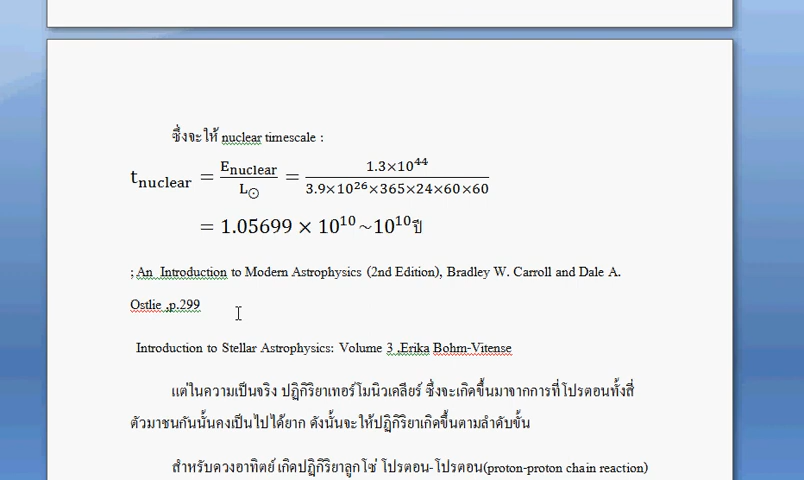 ซึ่งจะให้ nuclear timescale :
t_nuclear = E_nuclear / L_⊙ = 1.3×10^44 / 3.9×10^26×365×24×60×60
= 1.05699 × 10^10 ~10^10 ปี
; An Introduction to Modern Astrophysics (2nd Edition), Bradley W. Carroll and Dale A.
Ostlie ,p.299
Introduction to Stellar Astrophysics: Volume 3 ,Erika Bohm-Vitense
แต่ในความเป็นจริง ปฏิกิริยาเทอร์โมนิวเคลียร์ ซึ่งจะเกิดขึ้นมาจากการที่โปรตอนทั้งสี่
ตัวมาชนกันนั้นคงเป็นไปได้ยาก ดังนั้นจะให้ปฏิกิริยาเกิดขึ้นตามลำดับขั้น
สำหรับดวงอาทิตย์ เกิดปฏิกิริยาลูกโซ่ โปรตอน-โปรตอน(proton-proton chain reaction)